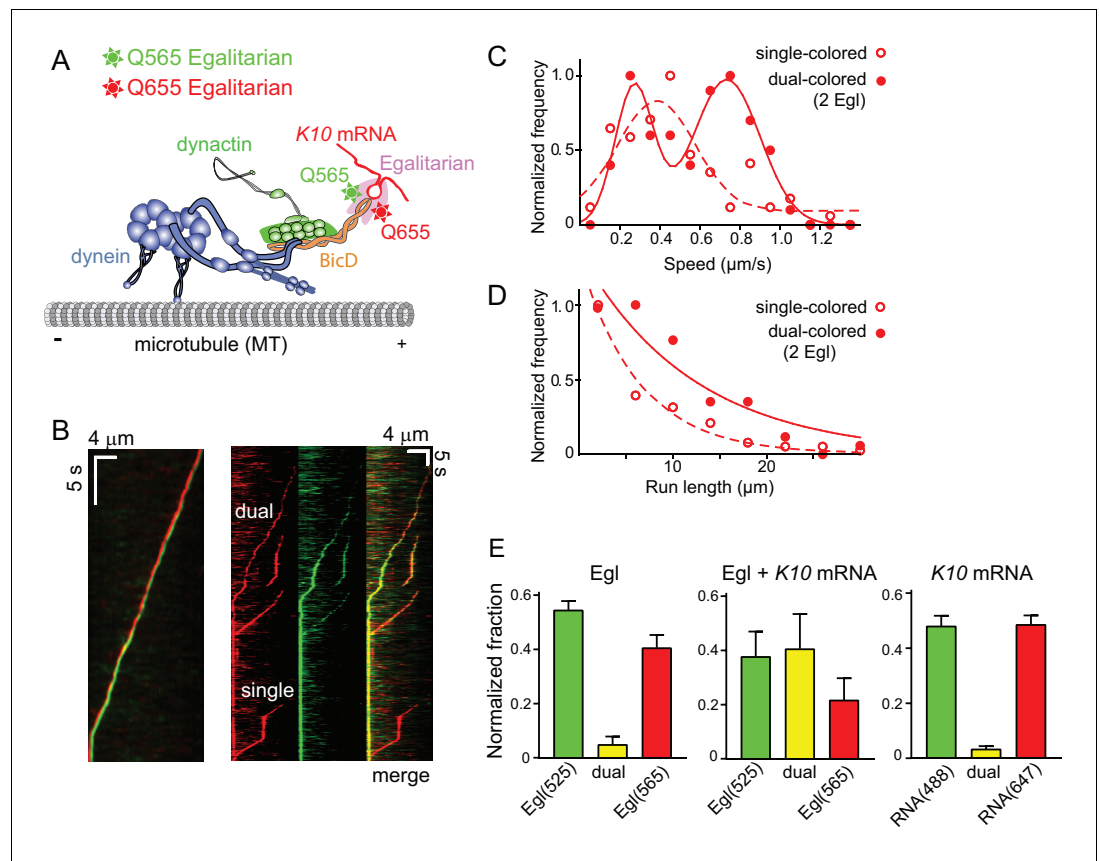 A
Q565 Egalitarian
Q655 Egalitarian
K10 mRNA
dynactin
Egalitarian
Q565
Q655
dynein
BicD
-
microtubule (MT)
+
B
4 µm
5 s
4 µm
5 s
dual
single
merge
C
single-colored
dual-colored
(2 Egl)
Normalized frequency
1.0
0.5
0
0.2 0.4 0.6 0.8 1.0 1.2
Speed (µm/s)
D
single-colored
dual-colored
(2 Egl)
Normalized frequency
1.0
0.5
0
10 20
Run length (µm)
E
Egl
Egl + K10 mRNA
K10 mRNA
Normalized fraction
0.6
0.4
0.2
0
Egl(525) dual Egl(565)
0.6
0.4
0.2
0
Egl(525) dual Egl(565)
0.6
0.4
0.2
0
RNA(488) dual RNA(647)